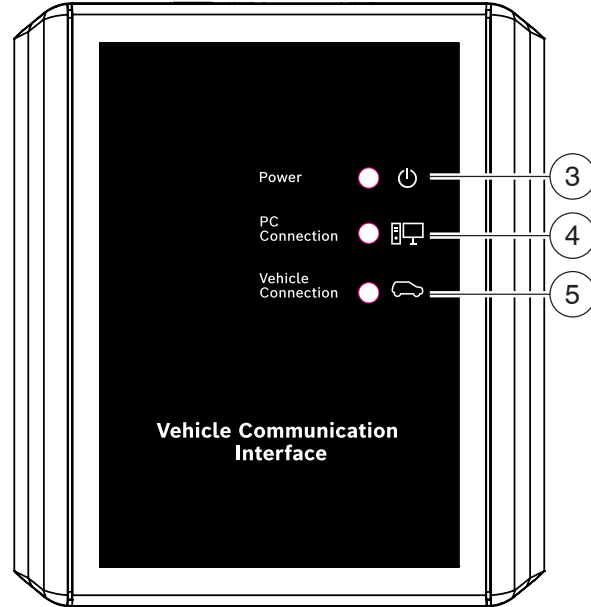 Power
3
PC
Connection
4
Vehicle
Connection
5
Vehicle Communication
Interface